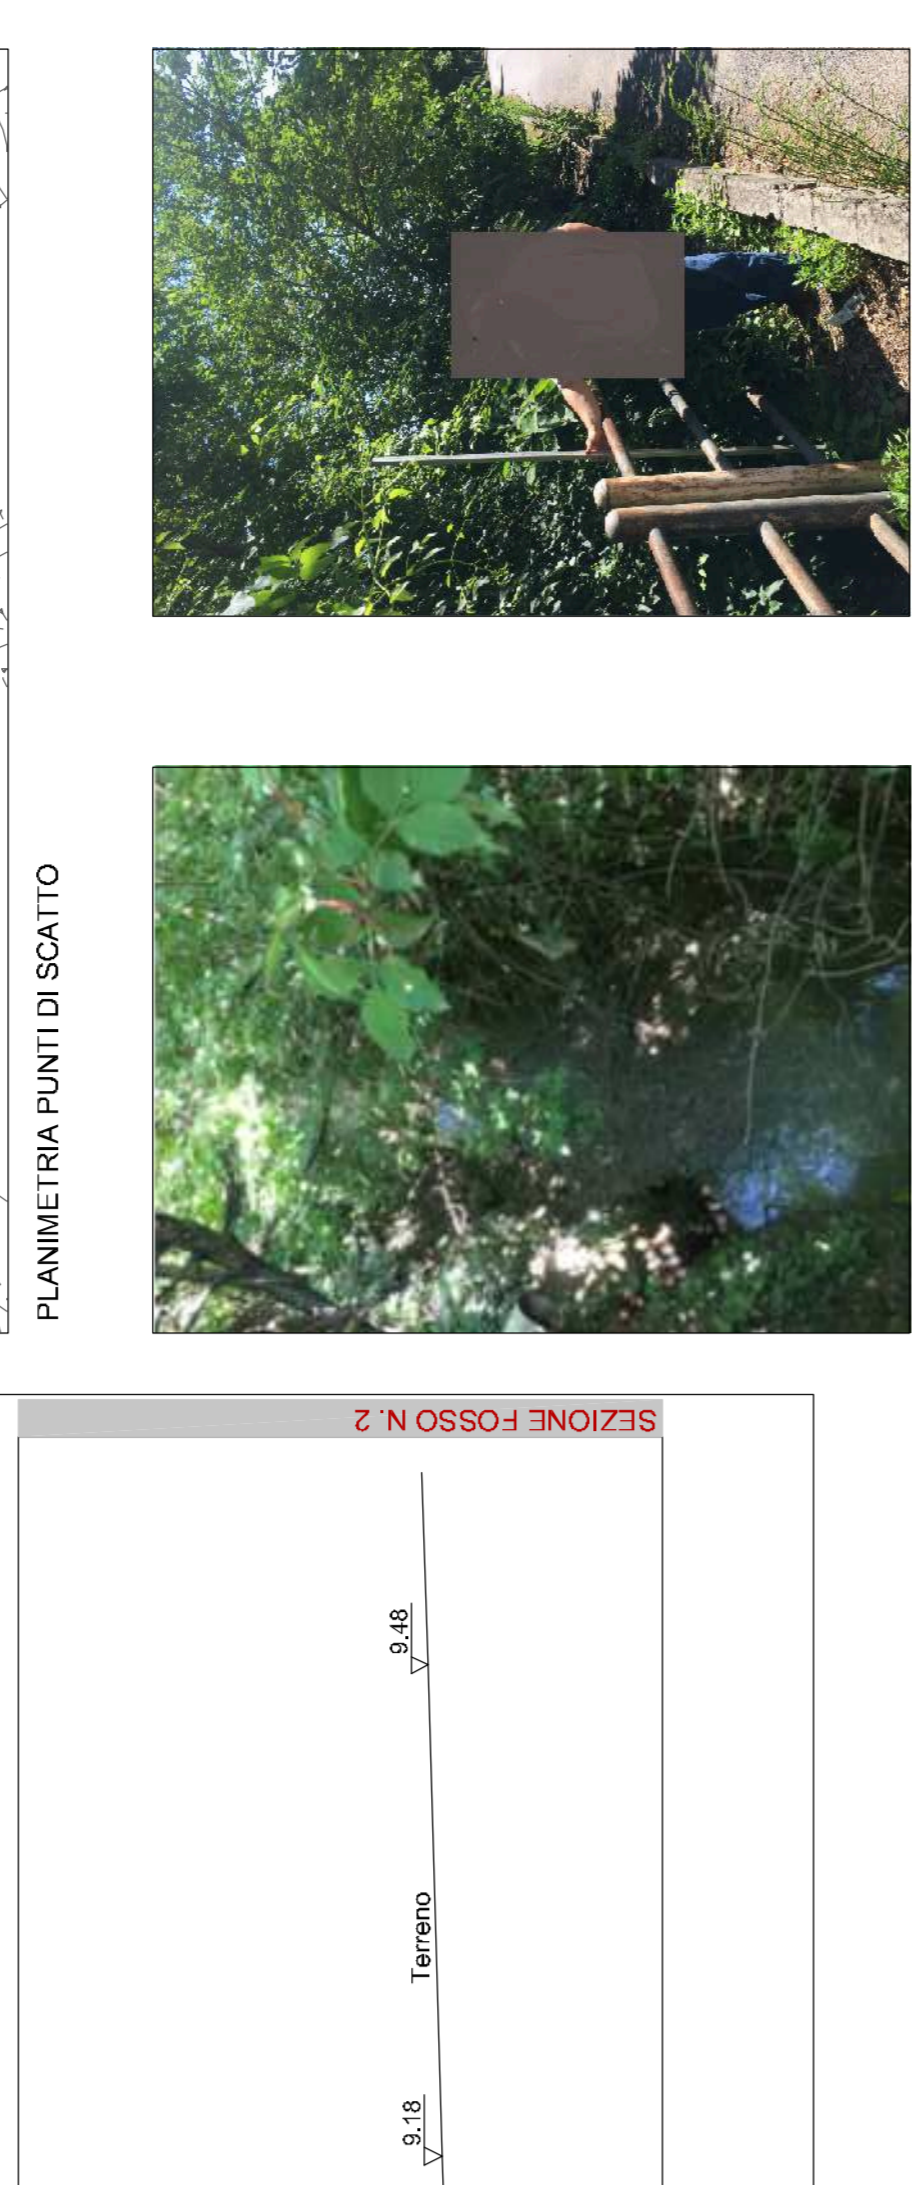 PLANIMETRIA PUNTI DI SCATTO
SEZIONE FOSSO N. 2
9.48
Terreno
9.18